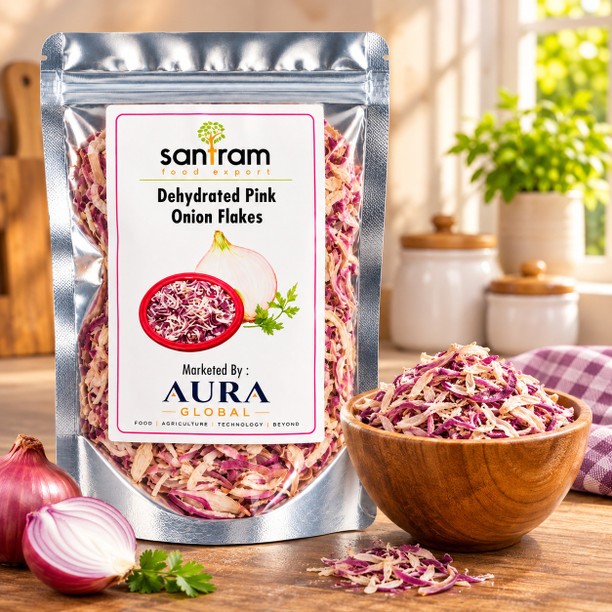 santram
food export
Dehydrated Pink
Onion Flakes
Marketed By :
AURA
GLOBAL
FOOD | AGRICULTURE | TECHNOLOGY | BEYOND